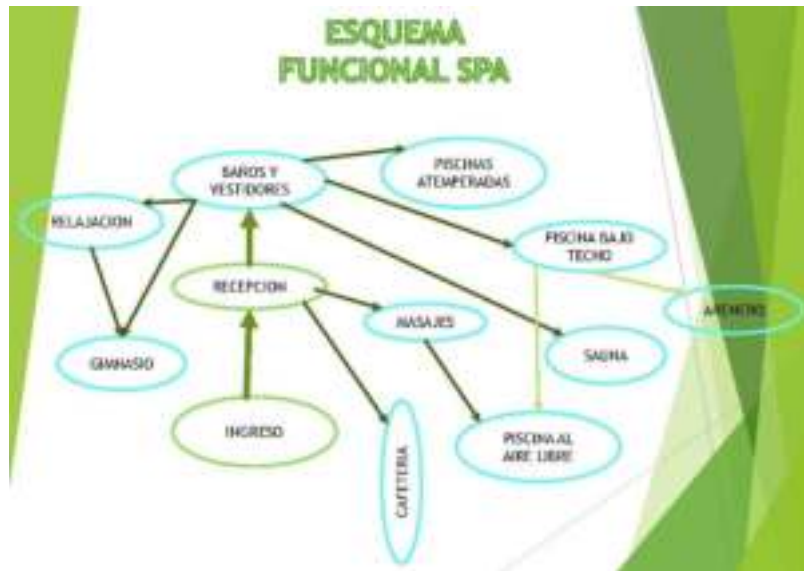 ESQUEMA
FUNCIONAL SPA
BAÑOS Y
VESTIDORES
PISCINAS
ATEMPERADAS
RELAJACION
PISCINA BAJO
TECHO
RECEPCION
MASAJES
SAUNA
GIMNASIO
INGRESO
PISCINA AL
AIRE LIBRE
CAFETERIA